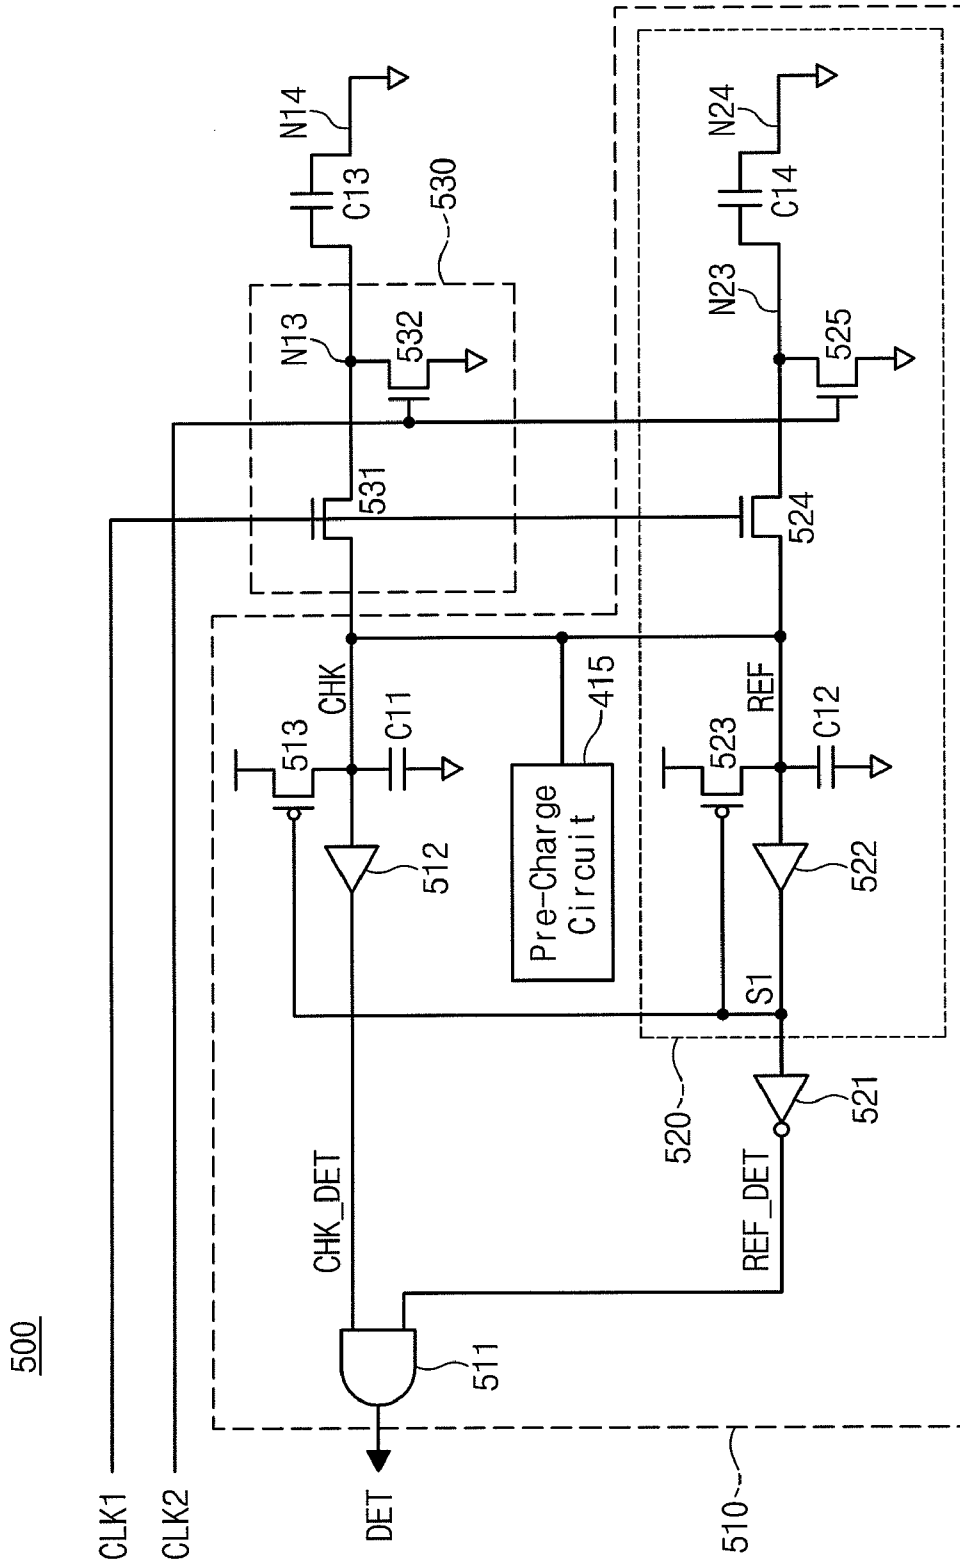 500
CLK1
CLK2
DET
511
510
CHK_DET
REF_DET
521
520
S1
512
522
513
523
C11
C12
CHK
REF
Pre-Charge
Circuit
415
531
524
532
525
530
N13
N23
C13
C14
N14
N24